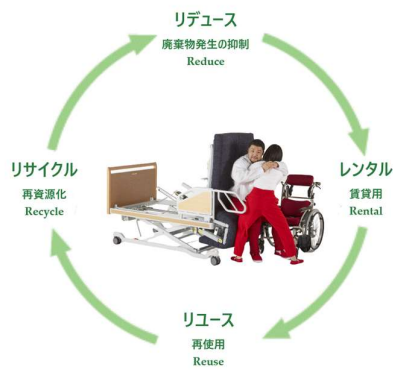 リデュース
廃棄物発生の抑制
Reduce
リサイクル
再資源化
Recycle
レンタル
賃貸用
Rental
リユース
再使用
Reuse